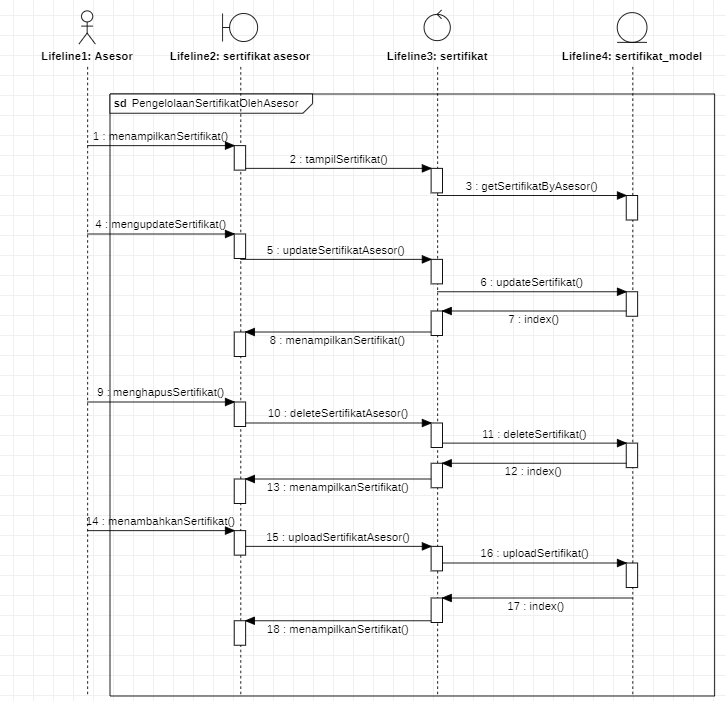 Lifeline1: Asesor
Lifeline2: sertifikat asesor
Lifeline3: sertifikat
Lifeline4: sertifikat_model
sd PengelolaanSertifikatOlehAsesor
1 : menampilkanSertifikat()
2 : tampilSertifikat()
3 : getSertifikatByAsesor()
4 : mengupdateSertifikat()
5 : updateSertifikatAsesor()
6 : updateSertifikat()
7 : index()
8 : menampilkanSertifikat()
9 : menghapusSertifikat()
10 : deleteSertifikatAsesor()
11 : deleteSertifikat()
12 : index()
13 : menampilkanSertifikat()
14 : menambahkanSertifikat()
15 : uploadSertifikatAsesor()
16 : uploadSertifikat()
17 : index()
18 : menampilkanSertifikat()